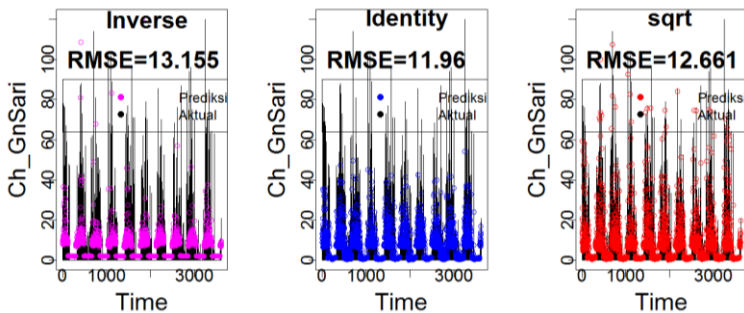 Inverse
RMSE=13.155
Prediksi
Aktual
Ch_GnSari
0 20 40 60 80 100
0 1000 3000
Time
Identity
RMSE=11.96
Prediksi
Aktual
Ch_GnSari
0 20 40 60 80 100
0 1000 3000
Time
sqrt
RMSE=12.661
Prediksi
Aktual
Ch_GnSari
0 20 40 60 80 100
0 1000 3000
Time